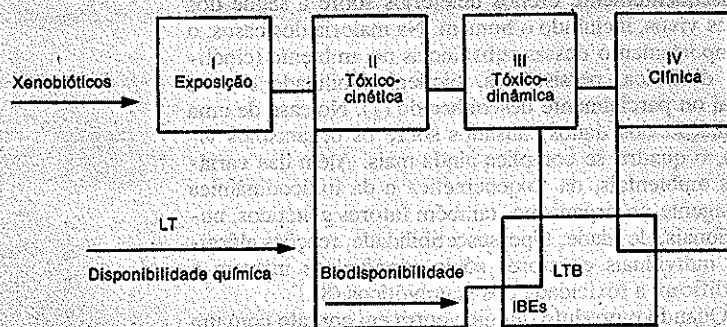 Xenobióticos
I
Exposição
II
Tóxico-
cinética
III
Tóxico-
dinâmica
IV
Clínica
LT
Disponibilidade química
Biodisponibilidade
LTB
IBEs